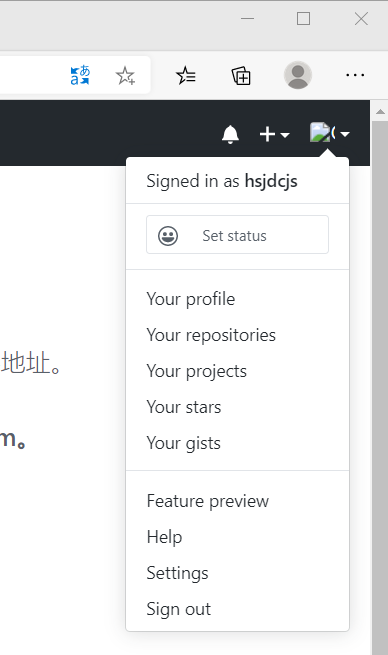 Signed in as hsjdcjs
Set status
Your profile
Your repositories
地址。
Your projects
Your stars
m。
Your gists
Feature preview
Help
Settings
Sign out